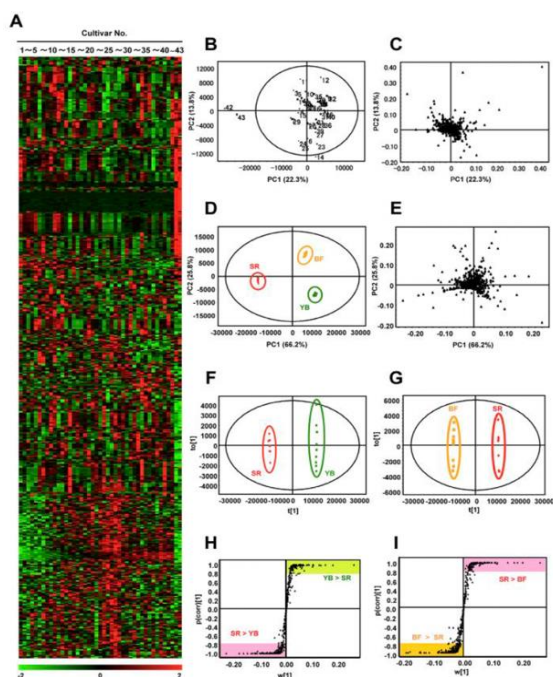 A
Cultivar No.
1～5 ～10 ～15 ～20 ～25 ～30 ～35 ～40 ～43
-2 0 2
B
12000
8000
4000
0
-4000
-8000
-12000
PC2 (13.8%)
-42
43
1
12
14
-10000 0 10000
PC1 (22.3%)
C
0.40
0.30
0.20
0.10
0.00
-0.10
PC2 (13.8%)
-0.20 0.00 0.20 0.40
PC1 (22.3%)
D
15000
10000
5000
0
-5000
-10000
-15000
PC2 (25.8%)
SR
BF
YB
-30000 -20000 -10000 0 10000 20000 30000
PC1 (66.2%)
E
0.20
0.10
0.00
-0.10
-0.20
PC2 (25.8%)
-0.20 -0.10 0.00 0.10 0.20
PC1 (66.2%)
F
4000
3000
2000
1000
0
-1000
-2000
-3000
-4000
to[1]
SR
YB
-30000 -20000 -10000 0 10000 20000 30000
t[1]
G
6000
4000
2000
0
-2000
-4000
-6000
to[1]
BF
SR
-30000 -20000 -10000 0 10000 20000 30000
t[1]
H
1.0
0.8
0.6
0.4
0.2
0.0
-0.2
-0.4
-0.6
-0.8
-1.0
p(corr)[1]
YB > SR
SR > YB
-0.20 -0.10 0.00 0.10 0.20
w[1]
I
1.0
0.8
0.6
0.4
0.2
0.0
-0.2
-0.4
-0.6
-0.8
-1.0
p(corr)[1]
SR > BF
BF > SR
-0.20 -0.15 -0.10 -0.05 0.00 0.05 0.10 0.15 0.20 0.25
w[1]